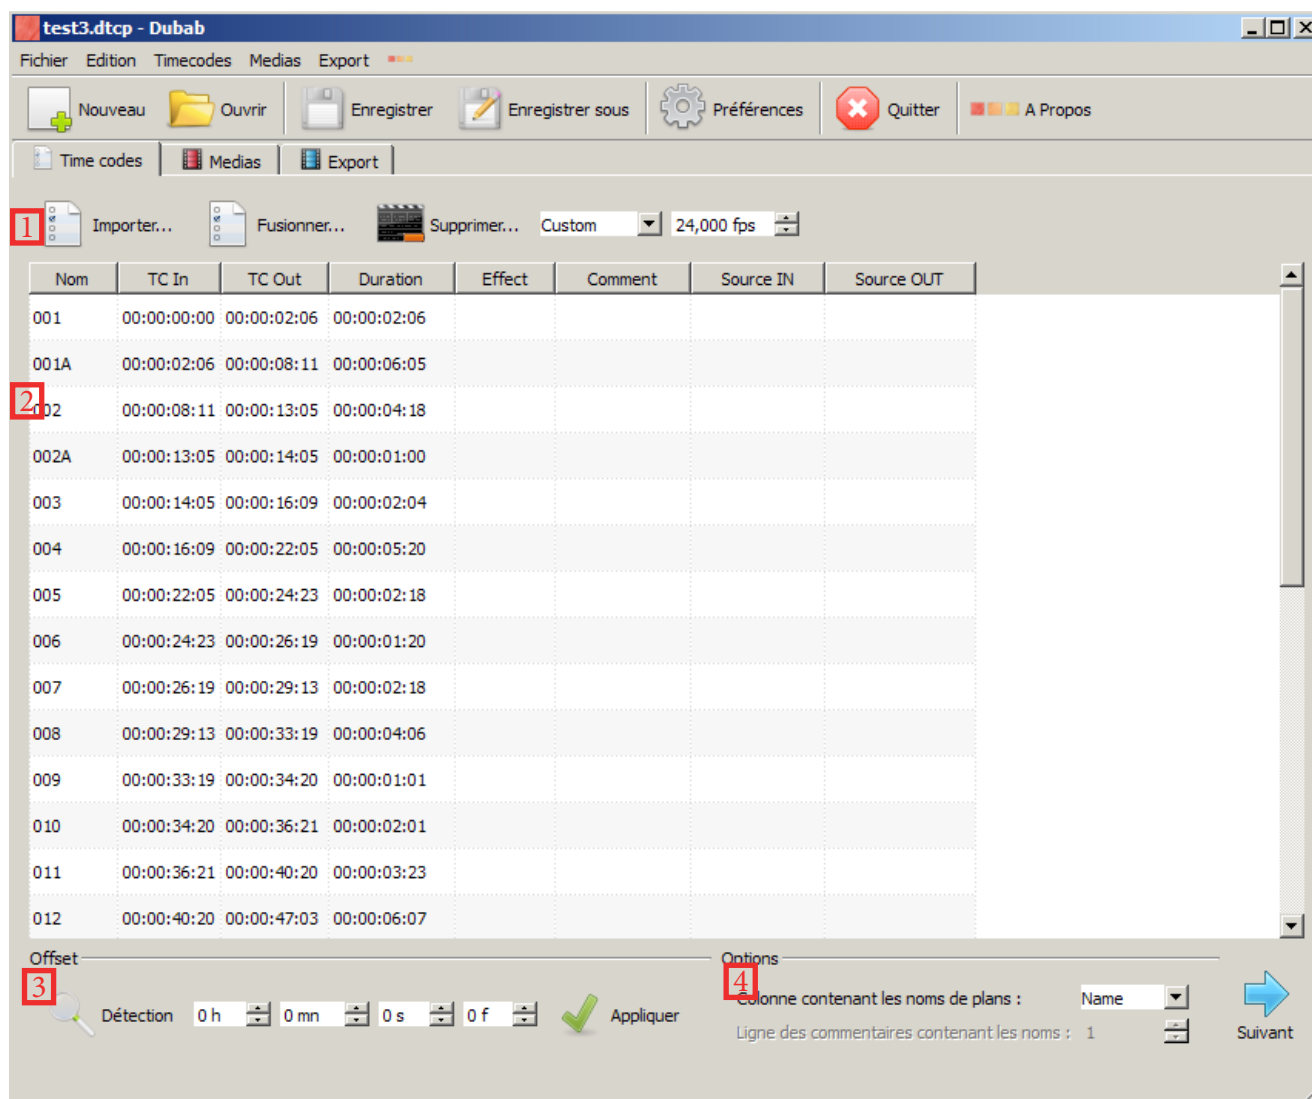 test3.dtcp - Dubab
Fichier Edition Timecodes Medias Export
Nouveau Ouvrir Enregistrer Enregistrer sous Préférences Quitter A Propos
Time codes Medias Export
1 Importer... Fusionner... Supprimer... Custom 24,000 fps
Nom TC In TC Out Duration Effect Comment Source IN Source OUT
001 00:00:00:00 00:00:02:06 00:00:02:06
001A 00:00:02:06 00:00:08:11 00:00:06:05
2 002 00:00:08:11 00:00:13:05 00:00:04:18
002A 00:00:13:05 00:00:14:05 00:00:01:00
003 00:00:14:05 00:00:16:09 00:00:02:04
004 00:00:16:09 00:00:22:05 00:00:05:20
005 00:00:22:05 00:00:24:23 00:00:02:18
006 00:00:24:23 00:00:26:19 00:00:01:20
007 00:00:26:19 00:00:29:13 00:00:02:18
008 00:00:29:13 00:00:33:19 00:00:04:06
009 00:00:33:19 00:00:34:20 00:00:01:01
010 00:00:34:20 00:00:36:21 00:00:02:01
011 00:00:36:21 00:00:40:20 00:00:03:23
012 00:00:40:20 00:00:47:03 00:00:06:07
Offset Options
3 Détection 0 h 0 mn 0 s 0 f Appliquer
4 Colonne contenant les noms de plans : Name
Ligne des commentaires contenant les noms : 1
Suivant